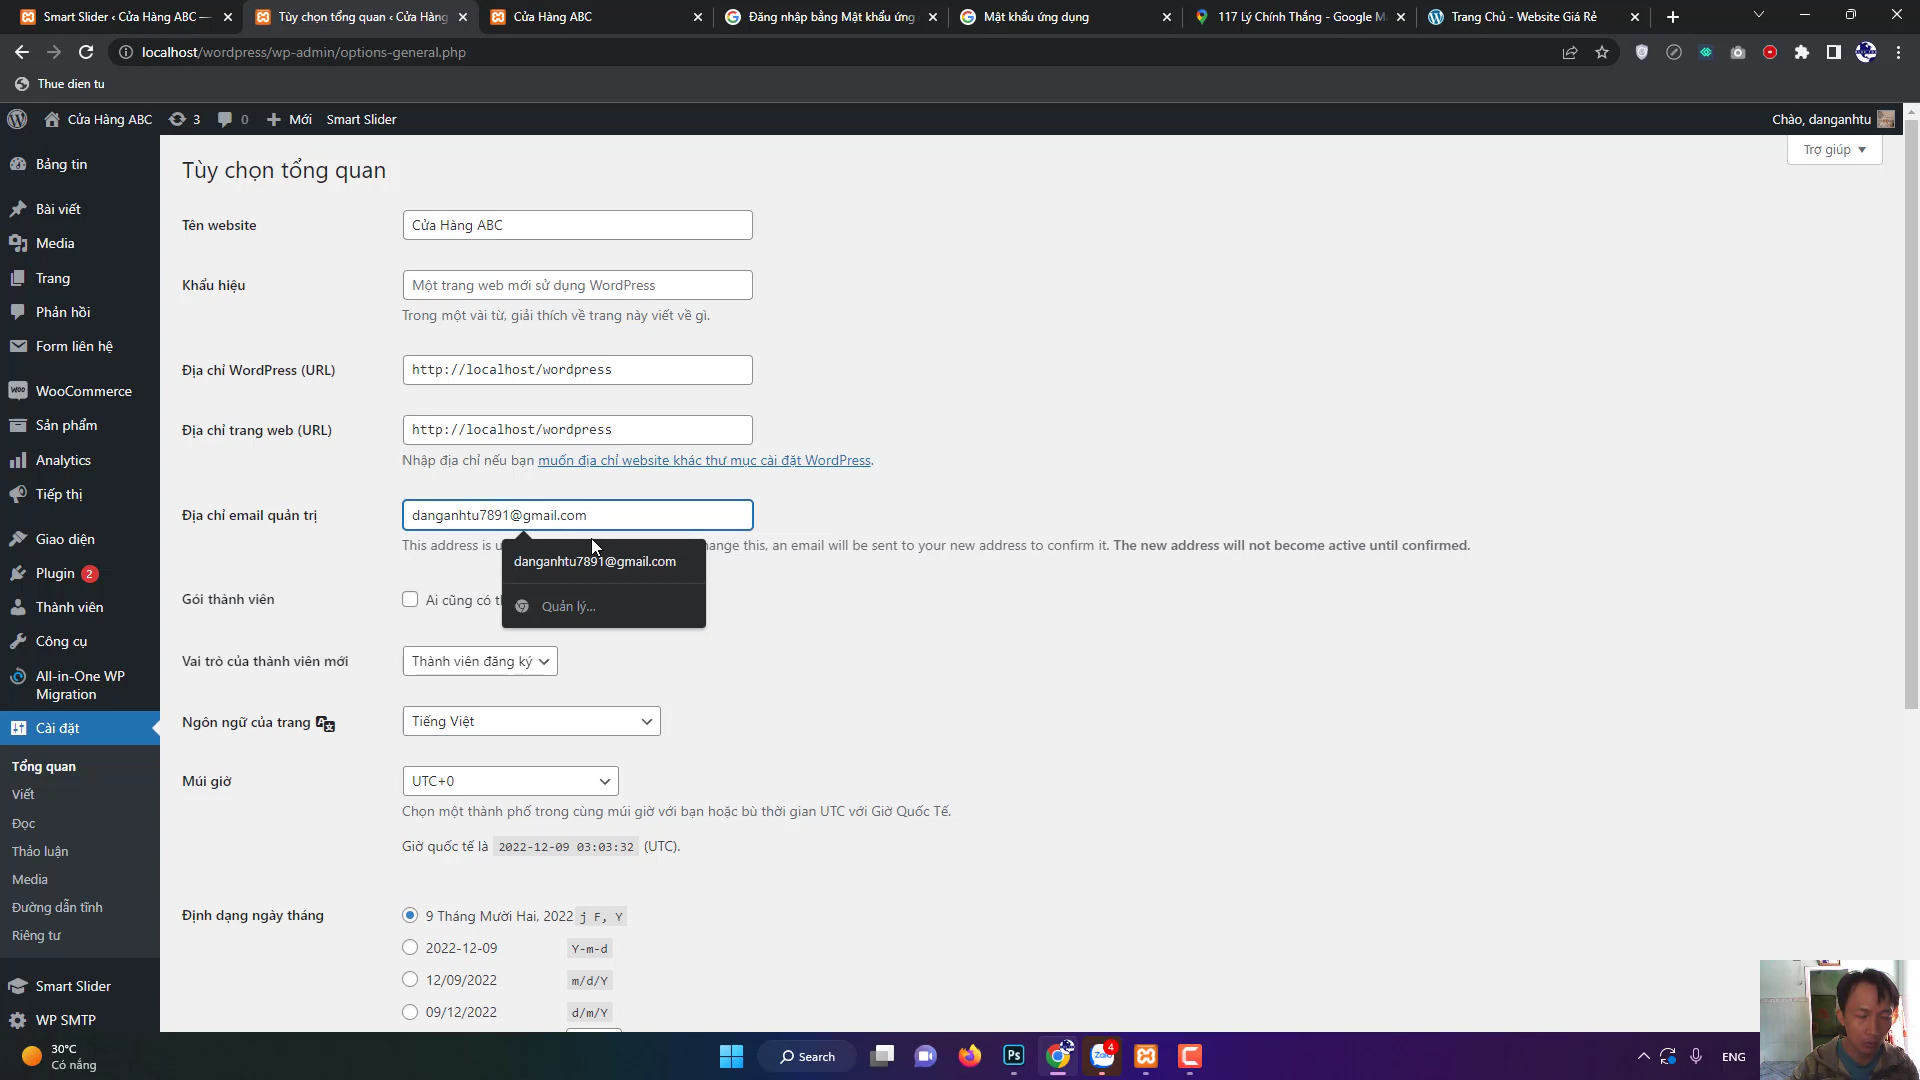 Smart Slider ‹ Cửa Hàng ABC —
Tùy chọn tổng quan ‹ Cửa Hàng
Cửa Hàng ABC
Đăng nhập bằng Mật khẩu ứng
Mật khẩu ứng dụng
117 Lý Chính Thắng - Google M
Trang Chủ - Website Giá Rẻ
localhost/wordpress/wp-admin/options-general.php
Thue dien tu
Cửa Hàng ABC
3
0
Mới
Smart Slider
Chào, danganhtu
Trợ giúp
Bảng tin
Bài viết
Media
Trang
Phản hồi
Form liên hệ
WooCommerce
Sản phẩm
Analytics
Tiếp thị
Giao diện
Plugin 2
Thành viên
Công cụ
All-in-One WP
Migration
Cài đặt
Tổng quan
Viết
Đọc
Thảo luận
Media
Đường dẫn tĩnh
Riêng tư
Smart Slider
WP SMTP
Tùy chọn tổng quan
Tên website
Cửa Hàng ABC
Khẩu hiệu
Một trang web mới sử dụng WordPress
Trong một vài từ, giải thích về trang này viết về gì.
Địa chỉ WordPress (URL)
http://localhost/wordpress
Địa chỉ trang web (URL)
http://localhost/wordpress
Nhập địa chỉ nếu bạn muốn địa chỉ website khác thư mục cài đặt WordPress.
Địa chỉ email quản trị
danganhtu7891@gmail.com
This address is u
hange this, an email will be sent to your new address to confirm it. The new address will not become active until confirmed.
danganhtu7891@gmail.com
Quản lý...
Gói thành viên
Ai cũng có th
Vai trò của thành viên mới
Thành viên đăng ký
Ngôn ngữ của trang
Tiếng Việt
Múi giờ
UTC+0
Chọn một thành phố trong cùng múi giờ với bạn hoặc bù thời gian UTC với Giờ Quốc Tế.
Giờ quốc tế là 2022-12-09 03:03:32 (UTC).
Định dạng ngày tháng
9 Tháng Mười Hai, 2022 j F, Y
2022-12-09 Y-m-d
12/09/2022 m/d/Y
09/12/2022 d/m/Y
30°C
Có nắng
Search
Ps
Zalo
4
ENG